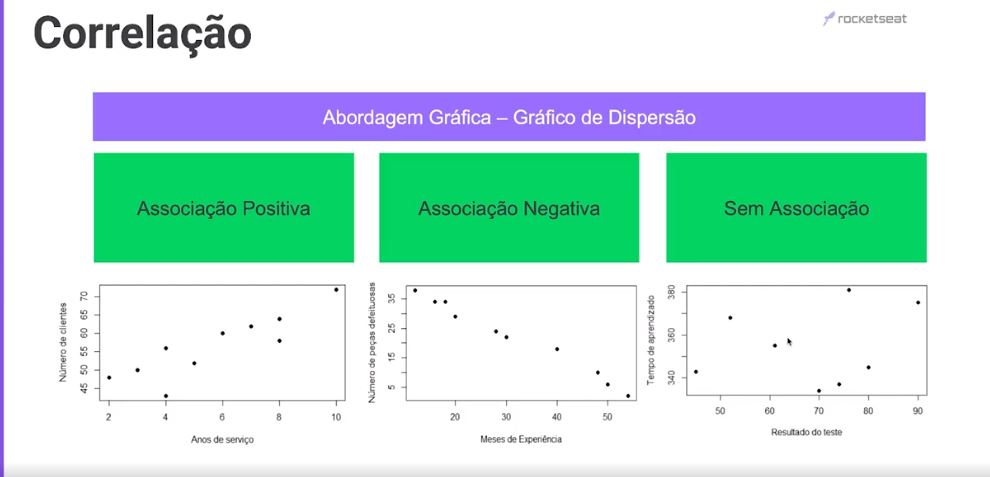 Correlação
rocketseat
Abordagem Gráfica – Gráfico de Dispersão
Associação Positiva
Associação Negativa
Sem Associação
Número de clientes
70
65
60
55
50
45
2 4 6 8 10
Anos de serviço
Número de peças defeituosas
35
25
15
5
20 30 40 50
Meses de Experiência
Tempo de aprendizado
380
360
340
50 60 70 80 90
Resultado do teste